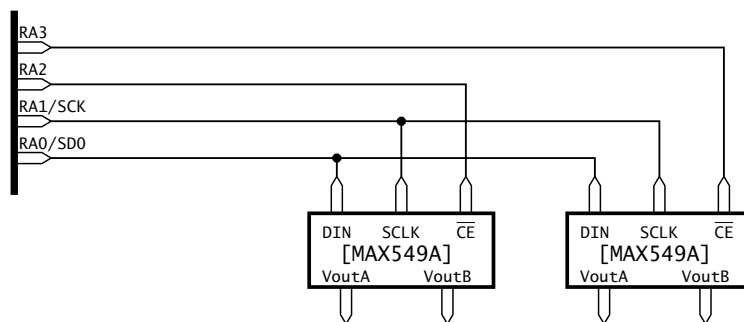 RA3
RA2
RA1/SCK
RA0/SDO
DIN SCLK CE
[MAX549A]
VoutA VoutB
DIN SCLK CE
[MAX549A]
VoutA VoutB